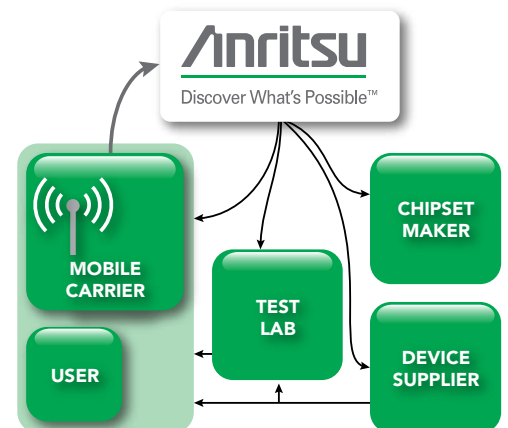 Anritsu
Discover What's Possible™
MOBILE
CARRIER
CHIPSET
MAKER
TEST
LAB
USER
DEVICE
SUPPLIER